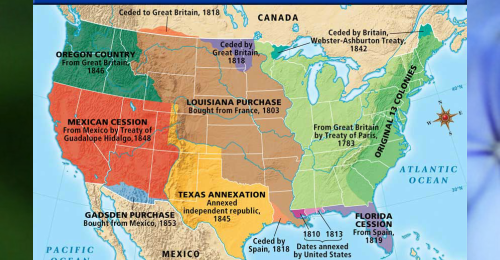 Ceded to Great Britain, 1818
CANADA
Ceded by
Great Britain,
1818
Ceded by Britain,
Webster-Ashburton Treaty,
1842
OREGON COUNTRY
From Great Britain,
1846
LOUISIANA PURCHASE
Bought from France, 1803
MEXICAN CESSION
From Mexico by Treaty of
Guadalupe Hidalgo, 1848
From Great Britain
by Treaty of Paris,
1783
ORIGINAL 13 COLONIES
40°N
ATLANTIC
OCEAN
TEXAS ANNEXATION
Annexed
independent republic,
1845
GADSDEN PURCHASE
Bought from Mexico, 1853
FLORIDA
CESSION
From Spain,
1819
Ceded by
Spain, 1818
1810 1813
Dates annexed
by United States
PACIFIC
OCEAN
MEXICO